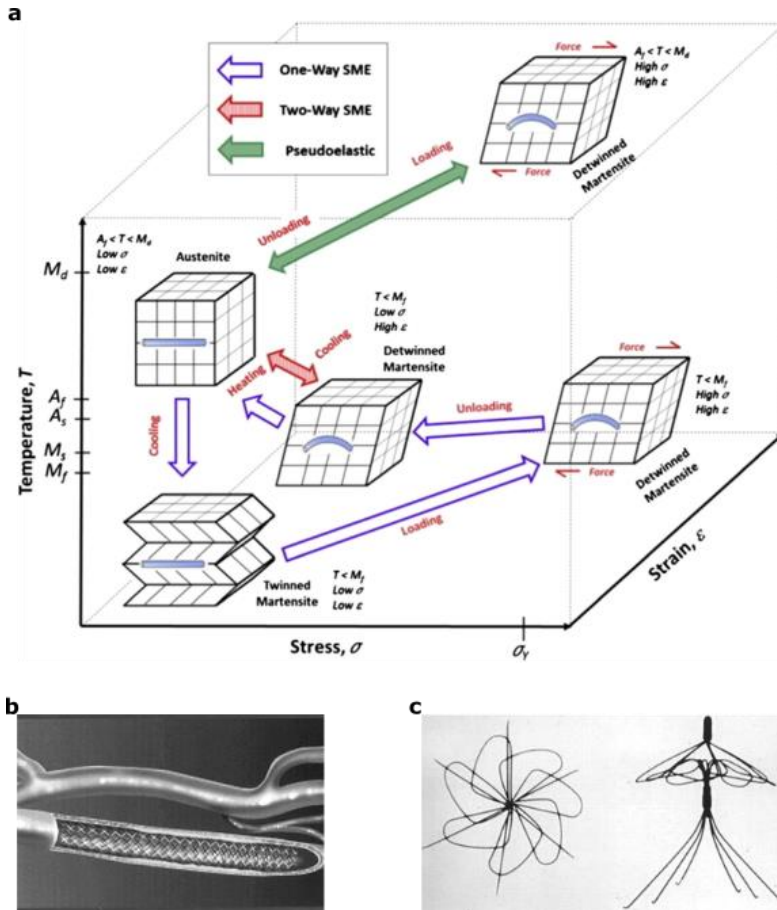 a
One-Way SME
Two-Way SME
Pseudoelastic
Force
A_f < T < M_d
High σ
High ε
Detwinned
Martensite
Force
Loading
Unloading
A_f < T < M_d
Low σ
Low ε
Austenite
M_d
T < M_f
Low σ
High ε
Detwinned
Martensite
Cooling
Heating
Force
T < M_f
High σ
High ε
Unloading
Force
Detwinned
Martensite
Cooling
Temperature, T
A_f
A_s
M_s
M_f
Loading
Twinned
Martensite
T < M_f
Low σ
Low ε
Strain, ε
Stress, σ
σ_Y
b
c